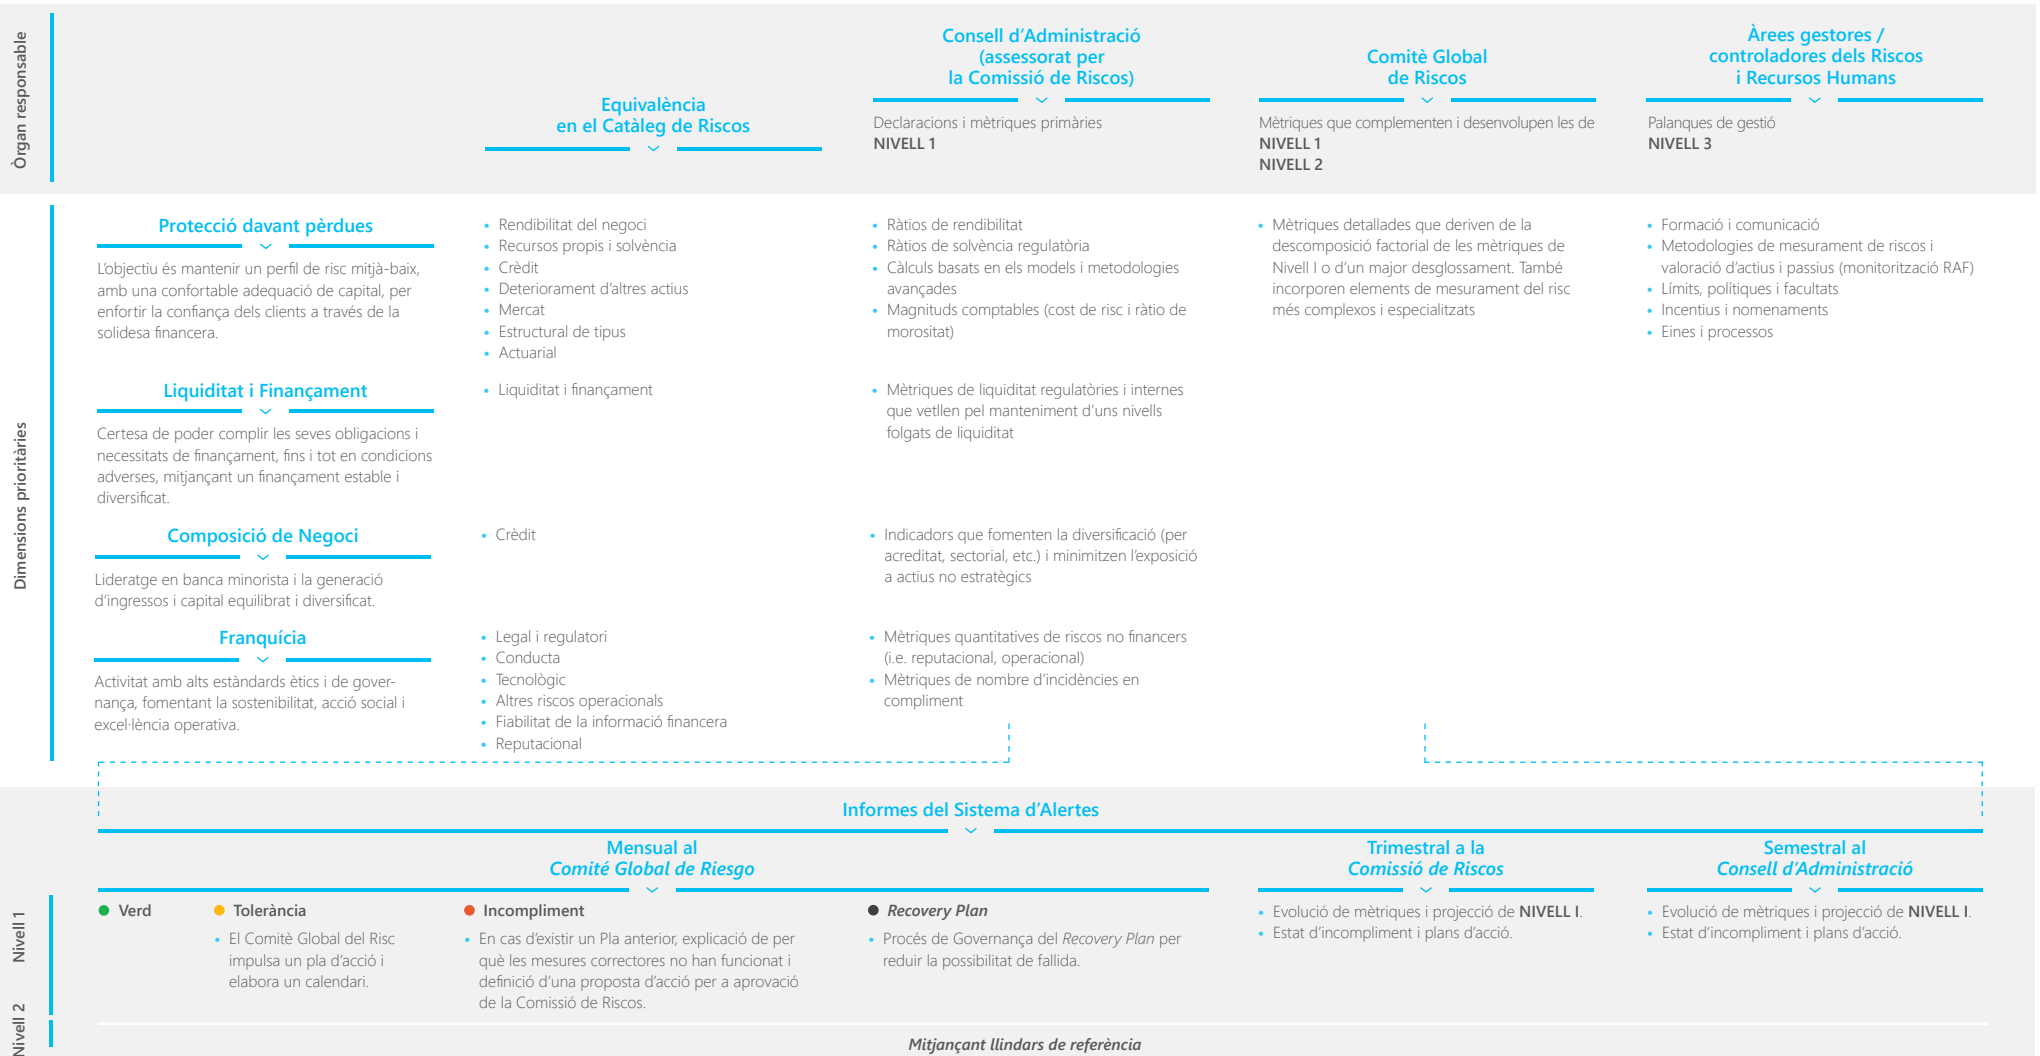 Òrgan responsable
Equivalència
en el Catàleg de Riscos
Consell d'Administració
(assessorat per
la Comissió de Riscos)
Declaracions i mètriques primàries
NIVELL 1
Comitè Global
de Riscos
Mètriques que complementen i desenvolupen les de
NIVELL 1
NIVELL 2
Àrees gestores /
controladores dels Riscos
i Recursos Humans
Palanques de gestió
NIVELL 3
Dimensions prioritàries
Protecció davant pèrdues
L'objectiu és mantenir un perfil de risc mitjà-baix,
amb una confortable adequació de capital, per
enfortir la confiança dels clients a través de la
solidesa financera.
• Rendibilitat del negoci
• Recursos propis i solvència
• Crèdit
• Deteriorament d'altres actius
• Mercat
• Estructural de tipus
• Actuarial
• Ràtios de rendibilitat
• Ràtios de solvència regulatòria
• Càlculs basats en els models i metodologies
avançades
• Magnituds comptables (cost de risc i ràtio de
morositat)
• Mètriques detallades que deriven de la
descomposició factorial de les mètriques de
Nivell I o d'un major desglossament. També
incorporen elements de mesurament del risc
més complexos i especialitzats
• Formació i comunicació
• Metodologies de mesurament de riscos i
valoració d'actius i passius (monitorització RAF)
• Límits, polítiques i facultats
• Incentius i nomenaments
• Eines i processos
Liquiditat i Finançament
Certesa de poder complir les seves obligacions i
necessitats de finançament, fins i tot en condicions
adverses, mitjançant un finançament estable i
diversificat.
• Liquiditat i finançament
• Mètriques de liquiditat regulatòries i internes
que vetllen pel manteniment d'uns nivells
folgats de liquiditat
Composició de Negoci
Lideratge en banca minorista i la generació
d'ingressos i capital equilibrat i diversificat.
• Crèdit
• Indicadors que fomenten la diversificació (per
acreditat, sectorial, etc.) i minimitzen l'exposició
a actius no estratègics
Franquícia
Activitat amb alts estàndards ètics i de gover-
nança, fomentant la sostenibilitat, acció social i
excel·lència operativa.
• Legal i regulatori
• Conducta
• Tecnològic
• Altres riscos operacionals
• Fiabilitat de la informació financera
• Reputacional
• Mètriques quantitatives de riscos no financers
(i.e. reputacional, operacional)
• Mètriques de nombre d'incidències en
compliment
Informes del Sistema d'Alertes
Mensual al
Comité Global de Riesgo
Trimestral a la
Comissió de Riscos
Semestral al
Consell d'Administració
Nivell 1
● Verd
● Tolerància
• El Comitè Global del Risc
impulsa un pla d'acció i
elabora un calendari.
● Incompliment
• En cas d'existir un Pla anterior, explicació de per
què les mesures correctores no han funcionat i
definició d'una proposta d'acció per a aprovació
de la Comissió de Riscos.
● Recovery Plan
• Procés de Governança del Recovery Plan per
reduir la possibilitat de fallida.
• Evolució de mètriques i projecció de NIVELL I.
• Estat d'incompliment i plans d'acció.
• Evolució de mètriques i projecció de NIVELL I.
• Estat d'incompliment i plans d'acció.
Nivell 2
Mitjançant llindars de referència